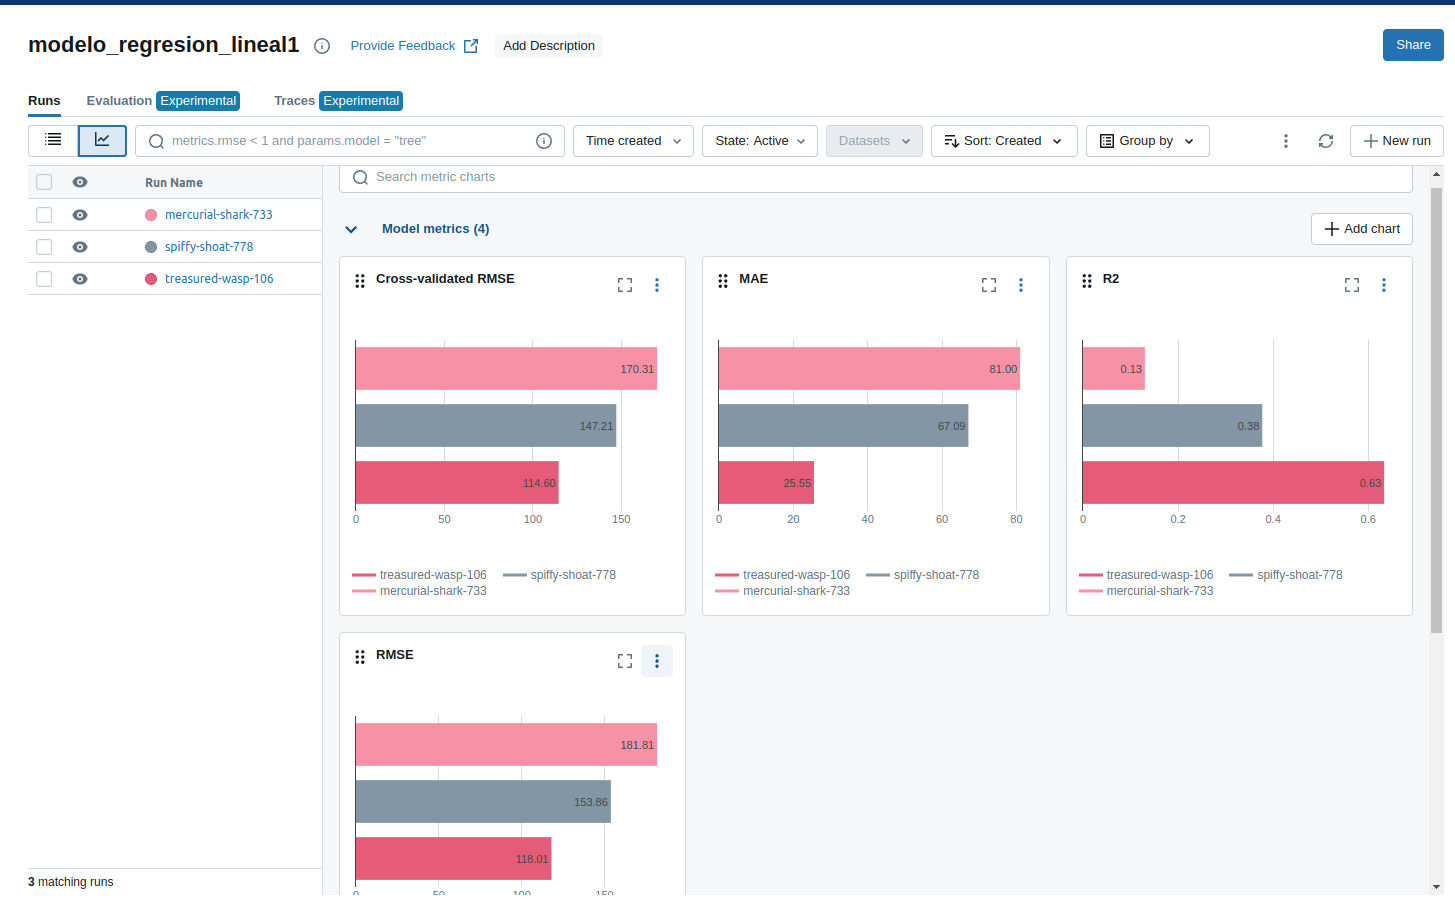 modelo_regresion_lineal1 Provide Feedback Add Description Share
Runs Evaluation Experimental Traces Experimental
metrics.rmse < 1 and params.model = "tree" Time created State: Active Datasets Sort: Created Group by New run
Run Name
mercurial-shark-733
spiffy-shoat-778
treasured-wasp-106
3 matching runs
Search metric charts
Model metrics (4) Add chart
Cross-validated RMSE
170.31
147.21
114.60
0 50 100 150
treasured-wasp-106 spiffy-shoat-778
mercurial-shark-733
MAE
81.00
67.09
25.55
0 20 40 60 80
treasured-wasp-106 spiffy-shoat-778
mercurial-shark-733
R2
0.13
0.38
0.63
0 0.2 0.4 0.6
treasured-wasp-106 spiffy-shoat-778
mercurial-shark-733
RMSE
181.81
153.86
118.01
0 50 100 150